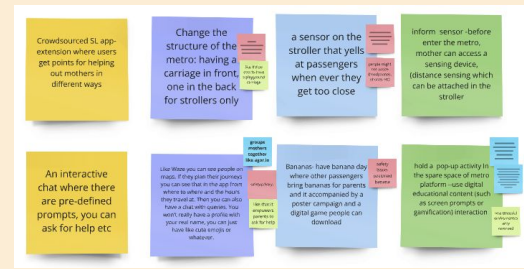 Crowdsourced SL app-
extension where users
get points for helping
out mothers in
different ways
Change the
structure of the
metro: having a
carriage in front,
one in the back
for strollers only
a sensor on the
stroller that yells
at passengers
when ever they
get too close
inform sensor -before
enter the metro,
mother can access a
sensing device,
(distance sensing which
can be attached in the
stroller
An interactive
chat where there
are pre-defined
prompts, you can
ask for help etc
groups
mothers
together
like agar.io
Like Waze you can see people on
maps. If they plan their journeys
you can see that in the app from
where to where and the hours
they travel at. Then you can also
have a chat with queries. You
won't really have a profile with
your real name, you can just
have like cute emojis or
whatever.
empowers
parents to
ask for help
Bananas- have banana day
where other passengers
bring bananas for parents
and it accompanied by a
poster campaign and a
digital game people can
download
hold a pop-up activity in
the spare space of metro
platform -use digital
educational content (such
as screen prompts or
gamification) interaction